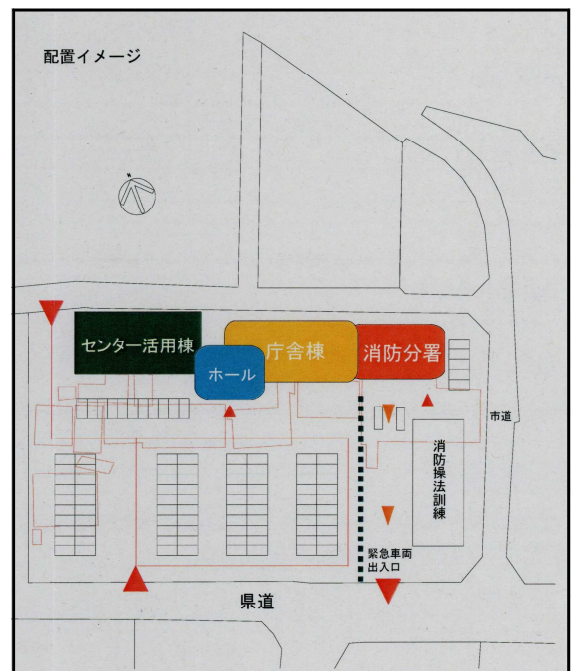 配置イメージ
N
センター活用棟
ホール
庁舎棟
消防分署
市道
消防操法訓練
緊急車両
出入口
県道